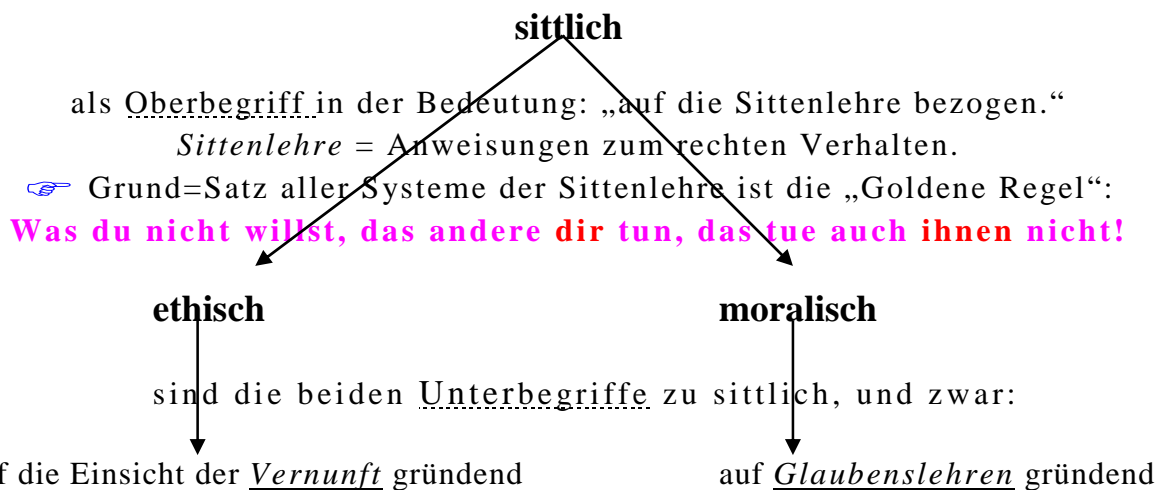 sittlich
als Oberbegriff in der Bedeutung: „auf die Sittenlehre bezogen.“
Sittenlehre = Anweisungen zum rechten Verhalten.
☞ Grund=Satz aller Systeme der Sittenlehre ist die „Goldene Regel“:
Was du nicht willst, das andere dir tun, das tue auch ihnen nicht!
ethisch moralisch
sind die beiden Unterbegriffe zu sittlich, und zwar:
f die Einsicht der Vernunft gründend auf Glaubenslehren gründend